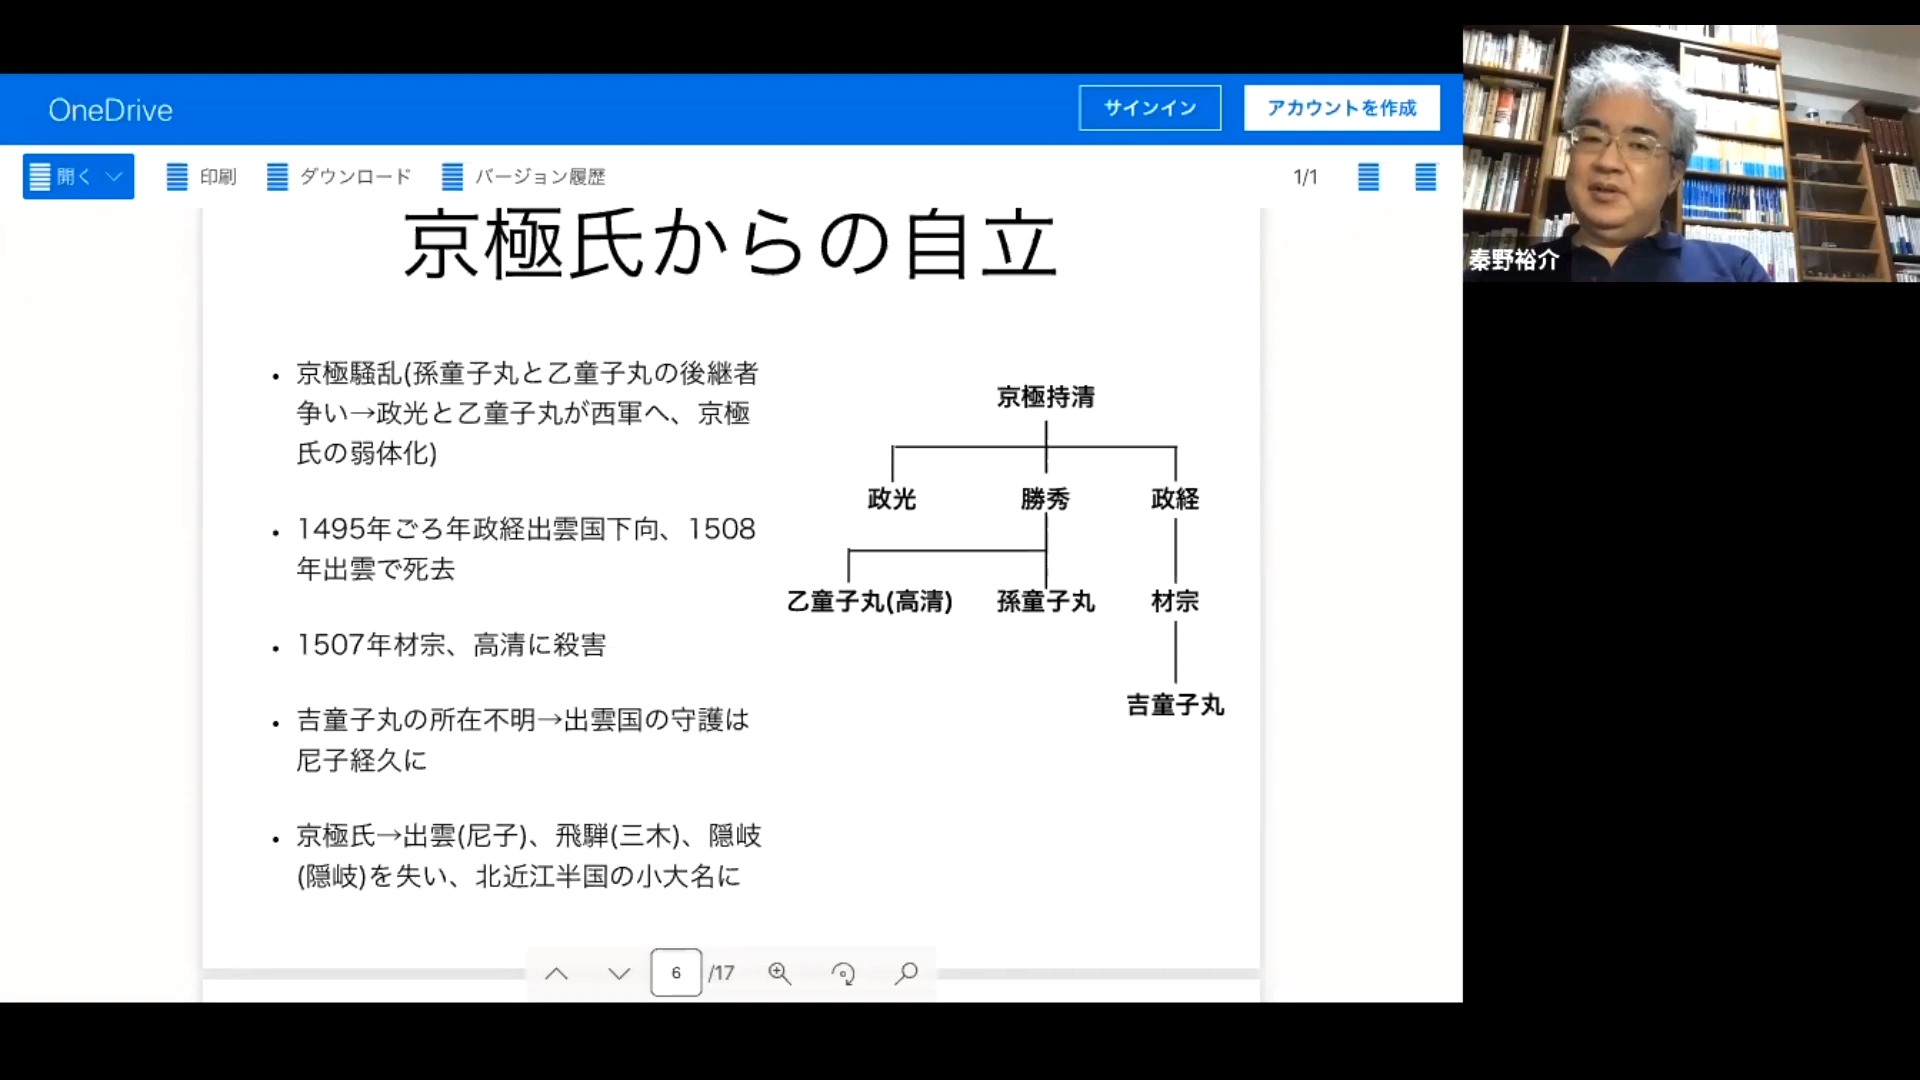 OneDrive
サインイン
アカウントを作成
開く
印刷
ダウンロード
バージョン履歴
1/1
京極氏からの自立
• 京極騒乱(孫童子丸と乙童子丸の後継者
争い→政光と乙童子丸が西軍へ、京極
氏の弱体化)
• 1495年ごろ年政経出雲国下向、1508
年出雲で死去
• 1507年材宗、高清に殺害
• 吉童子丸の所在不明→出雲国の守護は
尼子経久に
• 京極氏→出雲(尼子)、飛騨(三木)、隠岐
(隠岐)を失い、北近江半国の小大名に
京極持清
政光
勝秀
政経
乙童子丸(高清)
孫童子丸
材宗
吉童子丸
6
/17
秦野裕介